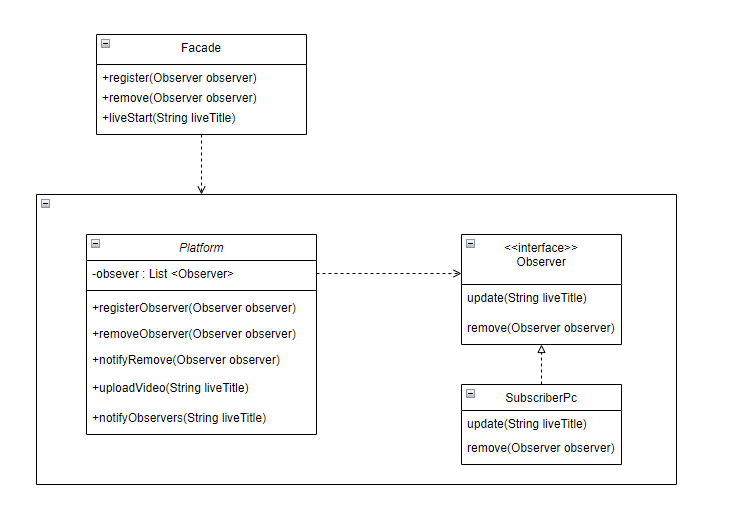 Facade
+register(Observer observer)
+remove(Observer observer)
+liveStart(String liveTitle)
Platform
-obsever : List <Observer>
+registerObserver(Observer observer)
+removeObserver(Observer observer)
+notifyRemove(Observer observer)
+uploadVideo(String liveTitle)
+notifyObservers(String liveTitle)
<<interface>>
Observer
update(String liveTitle)
remove(Observer observer)
SubscriberPc
update(String liveTitle)
remove(Observer observer)